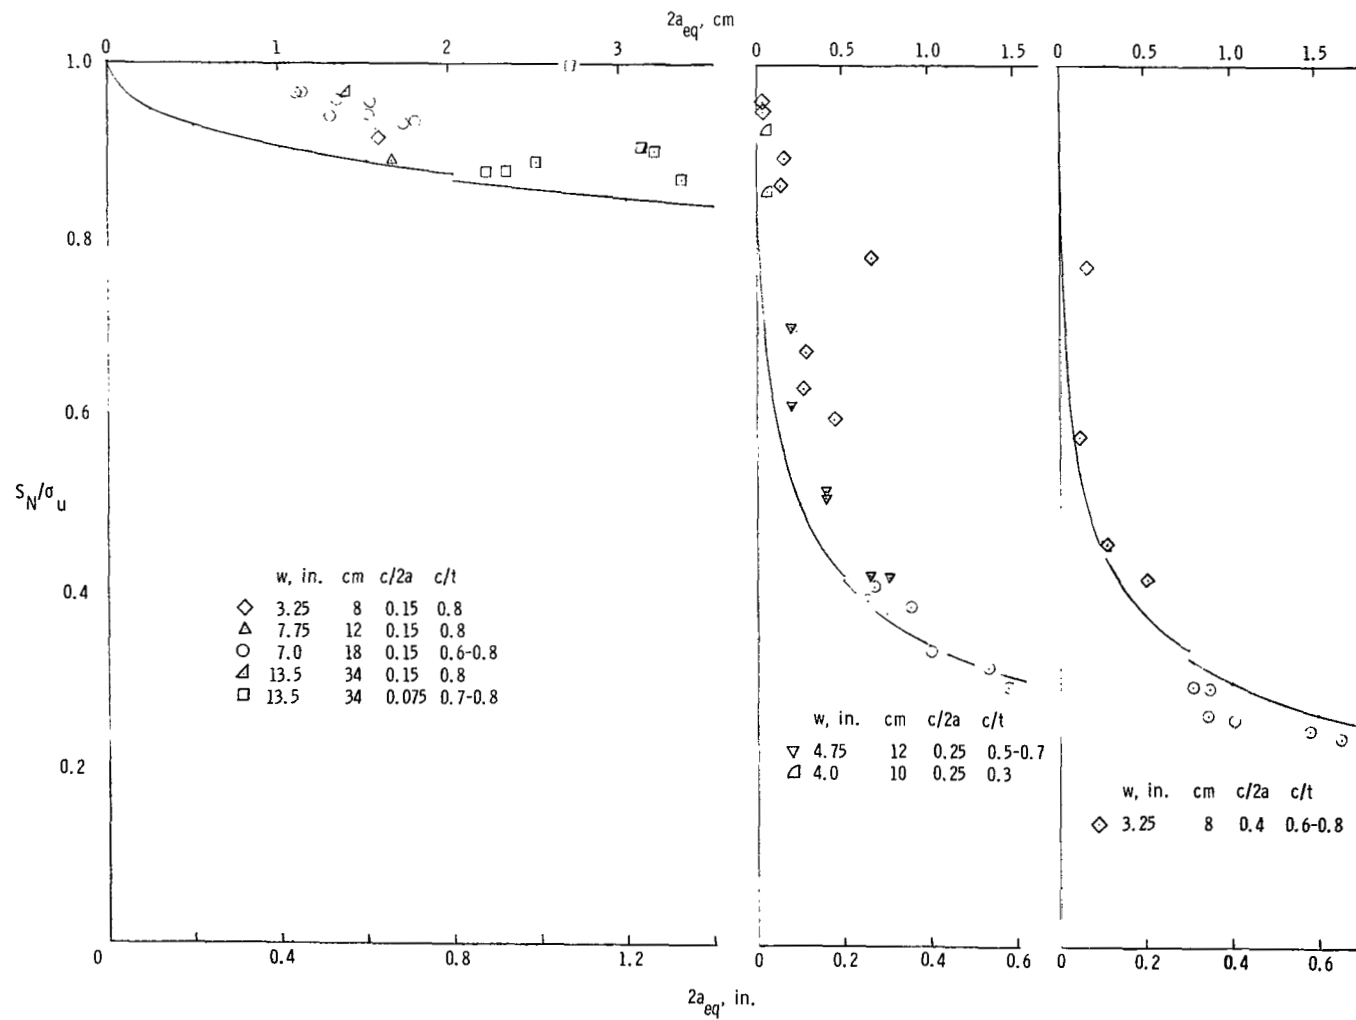 2a_eq, cm
0 1 2 3 0 0.5 1.0 1.5 0 0.5 1.0 1.5
1.0
0.8
0.6
S_N/σ_u
0.4
0.2
w, in. cm c/2a c/t
3.25 8 0.15 0.8
7.75 12 0.15 0.8
7.0 18 0.15 0.6-0.8
13.5 34 0.15 0.8
13.5 34 0.075 0.7-0.8
w, in. cm c/2a c/t
4.75 12 0.25 0.5-0.7
4.0 10 0.25 0.3
w, in. cm c/2a c/t
3.25 8 0.4 0.6-0.8
0 0.4 0.8 1.2 0 0.2 0.4 0.6 0 0.2 0.4 0.6
2a_eq, in.